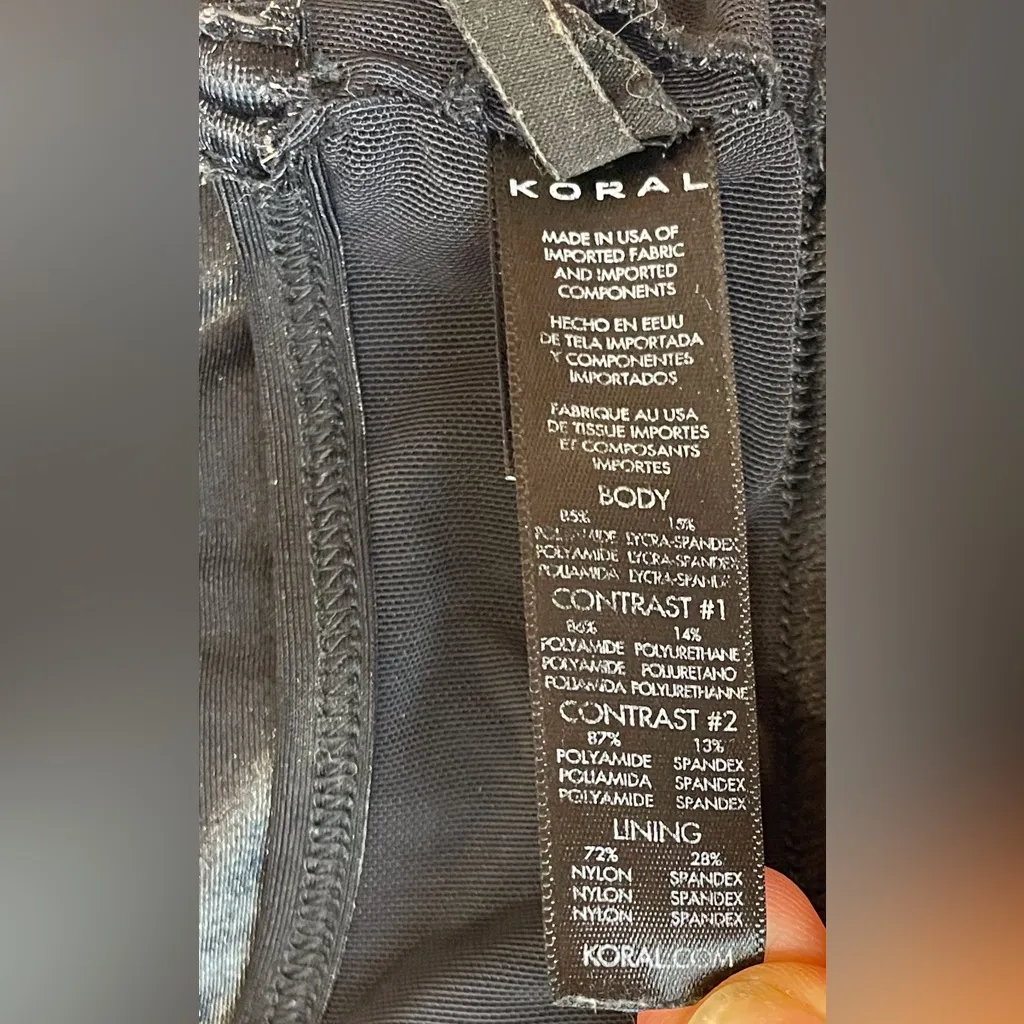 KORAL
MADE IN USA OF
IMPORTED FABRIC
AND IMPORTED
COMPONENTS
HECHO EN EEUU
DE TELA IMPORTADA
Y COMPONENTES
IMPORTADOS
FABRIQUE AU USA
DE TISSUE IMPORTES
ET COMPOSANTS
IMPORTES
BODY
85% 15%
POLYAMIDE LYCRA-SPANDEX
POLYAMIDE LYCRA-SPANDEX
POLIAMIDA LYCRA-SPANDEX
CONTRAST #1
86% 14%
POLYAMIDE POLYURETHANE
POLYAMIDE POLIURETANO
POLIAMIDA POLYURETHANNE
CONTRAST #2
87% 13%
POLYAMIDE SPANDEX
POLIAMIDA SPANDEX
POLYAMIDE SPANDEX
LINING
72% 28%
NYLON SPANDEX
NYLON SPANDEX
NYLON SPANDEX
KORAL.COM